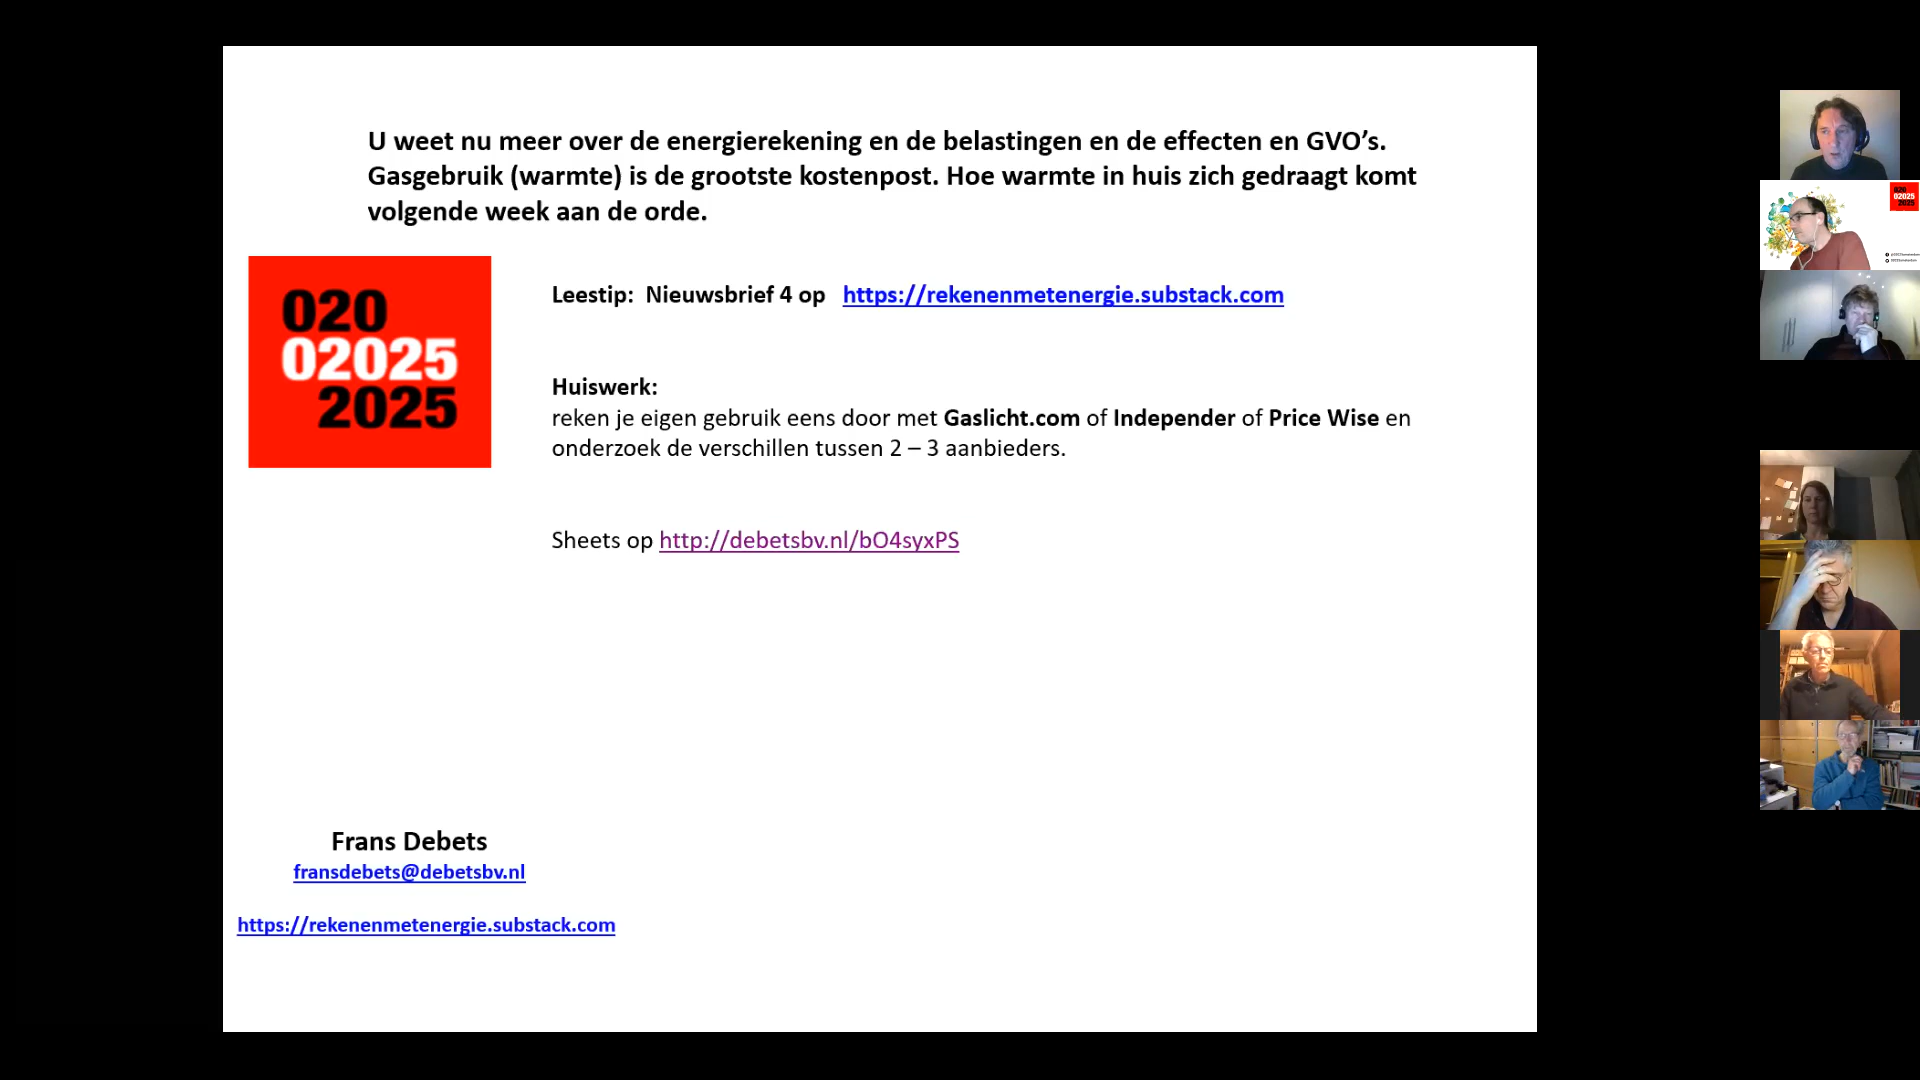 U weet nu meer over de energierekening en de belastingen en de effecten en GVO’s.
Gasgebruik (warmte) is de grootste kostenpost. Hoe warmte in huis zich gedraagt komt
volgende week aan de orde.
020
02025
2025
Leestip: Nieuwsbrief 4 op https://rekenenmetenergie.substack.com
Huiswerk:
reken je eigen gebruik eens door met Gaslicht.com of Independer of Price Wise en
onderzoek de verschillen tussen 2 – 3 aanbieders.
Sheets op http://debetsbv.nl/bO4syxPS
Frans Debets
fransdebets@debetsbv.nl
https://rekenenmetenergie.substack.com
020
02025
2025